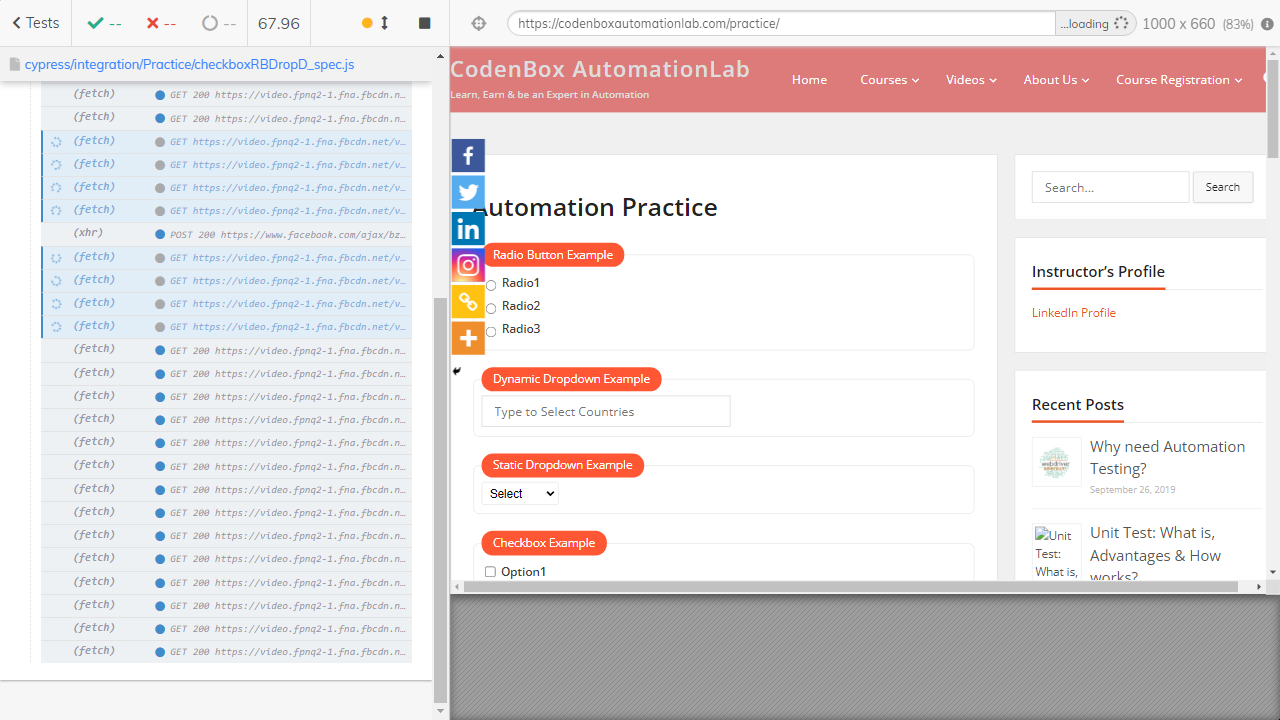 Tests
--
--
--
67.96
https://codenboxautomationlab.com/practice/
...loading
1000 x 660 (83%)
cypress/integration/Practice/checkboxRBDropD_spec.js
(fetch) GET 200 https://video.fpnq2-1.fna.fbcdn.n...
(fetch) GET 200 https://video.fpnq2-1.fna.fbcdn.n...
(fetch) GET https://video.fpnq2-1.fna.fbcdn.net/v...
(fetch) GET https://video.fpnq2-1.fna.fbcdn.net/v...
(fetch) GET https://video.fpnq2-1.fna.fbcdn.net/v...
(fetch) GET https://video.fpnq2-1.fna.fbcdn.net/v...
(xhr) POST 200 https://www.facebook.com/ajax/bz...
(fetch) GET https://video.fpnq2-1.fna.fbcdn.net/v...
(fetch) GET https://video.fpnq2-1.fna.fbcdn.net/v...
(fetch) GET https://video.fpnq2-1.fna.fbcdn.net/v...
(fetch) GET https://video.fpnq2-1.fna.fbcdn.net/v...
(fetch) GET 200 https://video.fpnq2-1.fna.fbcdn.n...
(fetch) GET 200 https://video.fpnq2-1.fna.fbcdn.n...
(fetch) GET 200 https://video.fpnq2-1.fna.fbcdn.n...
(fetch) GET 200 https://video.fpnq2-1.fna.fbcdn.n...
(fetch) GET 200 https://video.fpnq2-1.fna.fbcdn.n...
(fetch) GET 200 https://video.fpnq2-1.fna.fbcdn.n...
(fetch) GET 200 https://video.fpnq2-1.fna.fbcdn.n...
(fetch) GET 200 https://video.fpnq2-1.fna.fbcdn.n...
(fetch) GET 200 https://video.fpnq2-1.fna.fbcdn.n...
(fetch) GET 200 https://video.fpnq2-1.fna.fbcdn.n...
(fetch) GET 200 https://video.fpnq2-1.fna.fbcdn.n...
(fetch) GET 200 https://video.fpnq2-1.fna.fbcdn.n...
(fetch) GET 200 https://video.fpnq2-1.fna.fbcdn.n...
(fetch) GET 200 https://video.fpnq2-1.fna.fbcdn.n...
CodenBox AutomationLab
Learn, Earn & be an Expert in Automation
Home
Courses
Videos
About Us
Course Registration
Automation Practice
Radio Button Example
Radio1
Radio2
Radio3
Dynamic Dropdown Example
Type to Select Countries
Static Dropdown Example
Select
Checkbox Example
Option1
Search...
Search
Instructor's Profile
LinkedIn Profile
Recent Posts
Why need Automation
Testing?
September 26, 2019
Unit
Test:
What is,
Unit Test: What is,
Advantages & How
works?